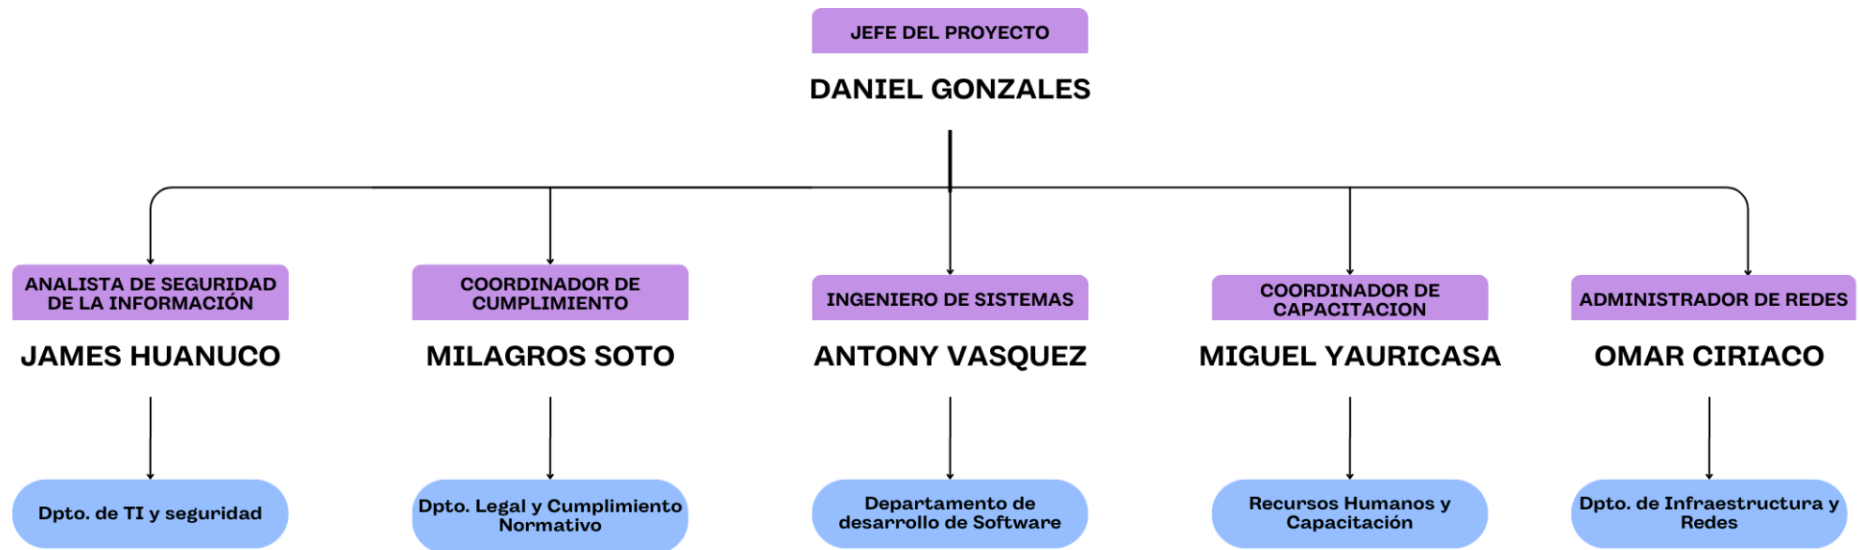 JEFE DEL PROYECTO
DANIEL GONZALES
ANALISTA DE SEGURIDAD
DE LA INFORMACIÓN
JAMES HUANUCO
Dpto. de TI y seguridad
COORDINADOR DE
CUMPLIMIENTO
MILAGROS SOTO
Dpto. Legal y Cumplimiento
Normativo
INGENIERO DE SISTEMAS
ANTONY VASQUEZ
Departamento de
desarrollo de Software
COORDINADOR DE
CAPACITACION
MIGUEL YAURICASA
Recursos Humanos y
Capacitación
ADMINISTRADOR DE REDES
OMAR CIRIACO
Dpto. de Infraestructura y
Redes